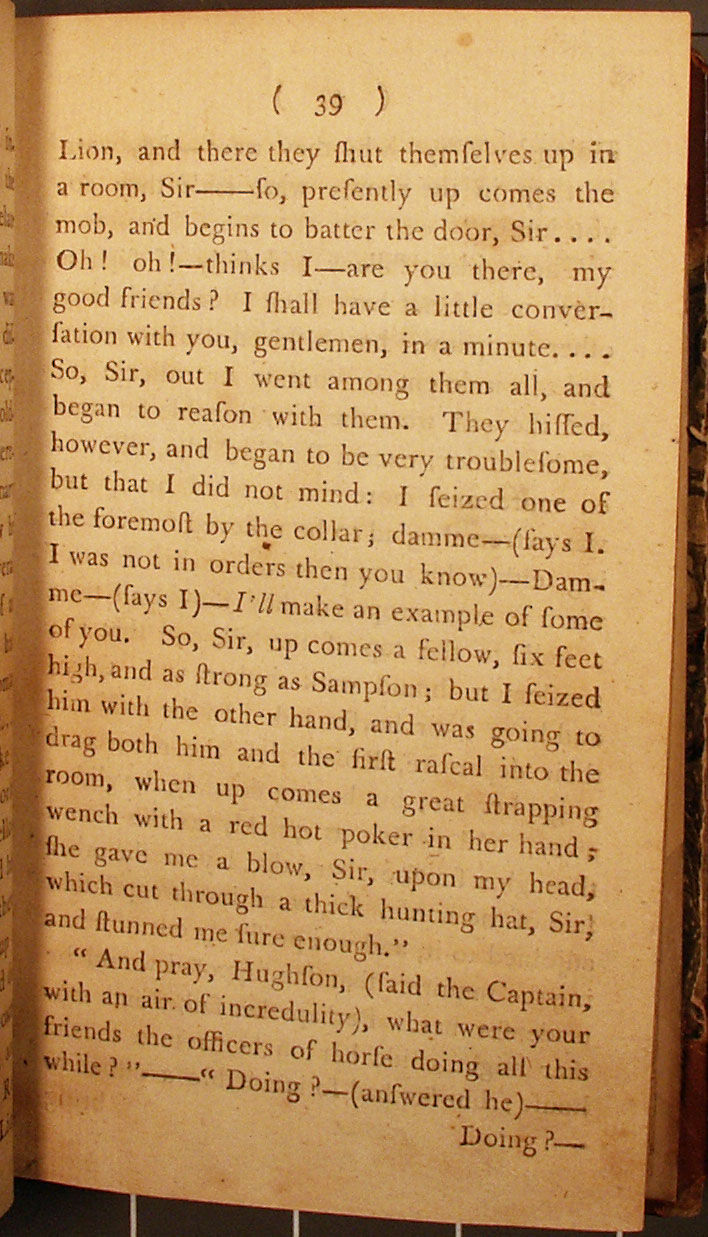 ( 39 )
Lion, and there they ſhut themſelves up in
a room, Sir——ſo, preſently up comes the
mob, and begins to batter the door, Sir....
Oh! oh!—thinks I—are you there, my
good friends? I ſhall have a little conver-
ſation with you, gentlemen, in a minute....
So, Sir, out I went among them all, and
began to reaſon with them. They hiſſed,
however, and began to be very troubleſome,
but that I did not mind: I ſeized one of
the foremoſt by the collar; damme—(ſays I.
I was not in orders then you know)—Dam-
me—(ſays I)—I'll make an example of ſome
of you. So, Sir, up comes a fellow, ſix feet
high, and as ſtrong as Sampſon; but I ſeized
him with the other hand, and was going to
drag both him and the firſt raſcal into the
room, when up comes a great ſtrapping
wench with a red hot poker in her hand;
ſhe gave me a blow, Sir, upon my head,
which cut through a thick hunting hat, Sir,
and ſtunned me ſure enough."
" And pray, Hughſon, (ſaid the Captain,
with an air of incredulity), what were your
friends the officers of horſe doing all this
while?"——" Doing?—(anſwered he)——
Doing?—